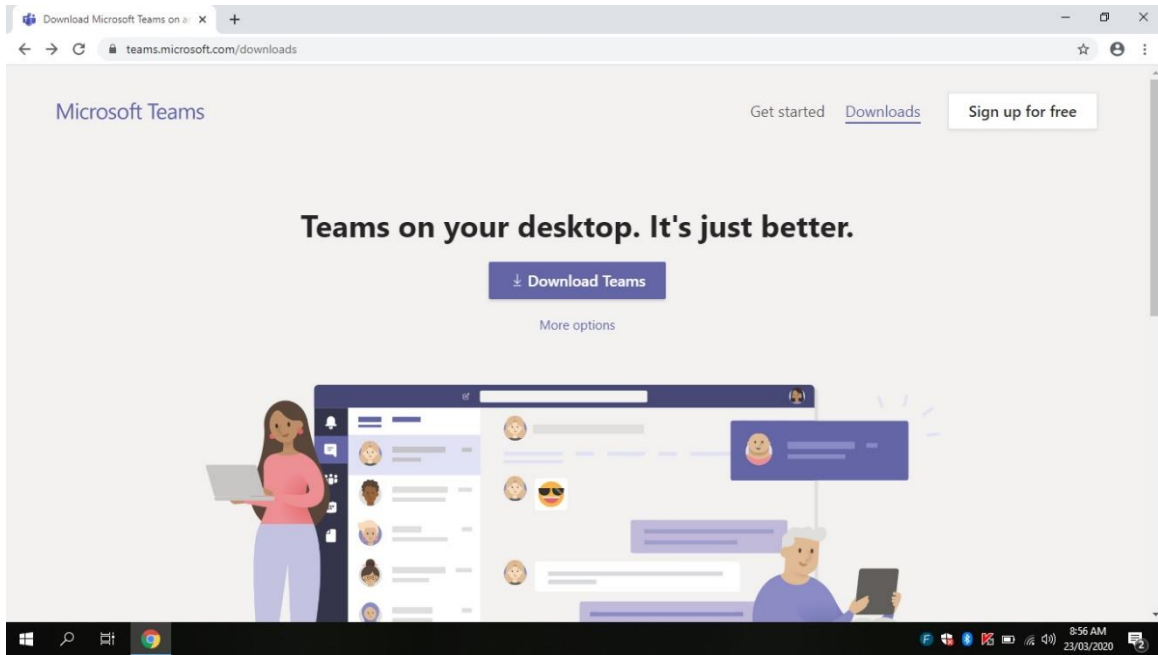 Download Microsoft Teams on a
teams.microsoft.com/downloads
Microsoft Teams
Get started Downloads Sign up for free
Teams on your desktop. It's just better.
Download Teams
More options
8:56 AM
23/03/2020
2